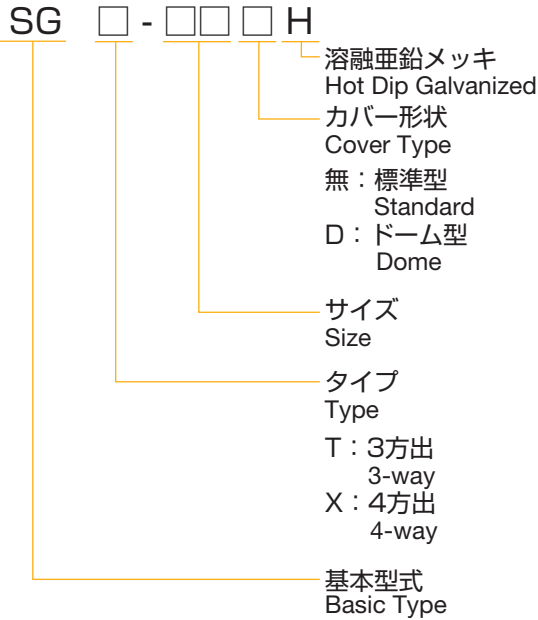 SG □ - □□ □ H
溶融亜鉛メッキ
Hot Dip Galvanized
カバー形状
Cover Type
無：標準型
Standard
D：ドーム型
Dome
サイズ
Size
タイプ
Type
T：3方出
3-way
X：4方出
4-way
基本型式
Basic Type